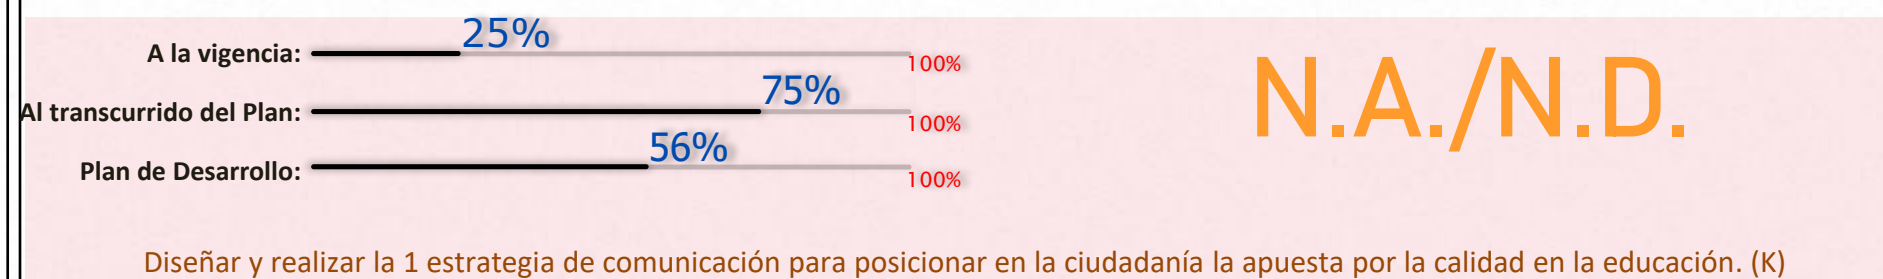 25%
A la vigencia:
100%
75%
Al transcurrido del Plan:
100%
56%
Plan de Desarrollo:
100%
N.A./N.D.
Diseñar y realizar la 1 estrategia de comunicación para posicionar en la ciudadanía la apuesta por la calidad en la educación. (K)